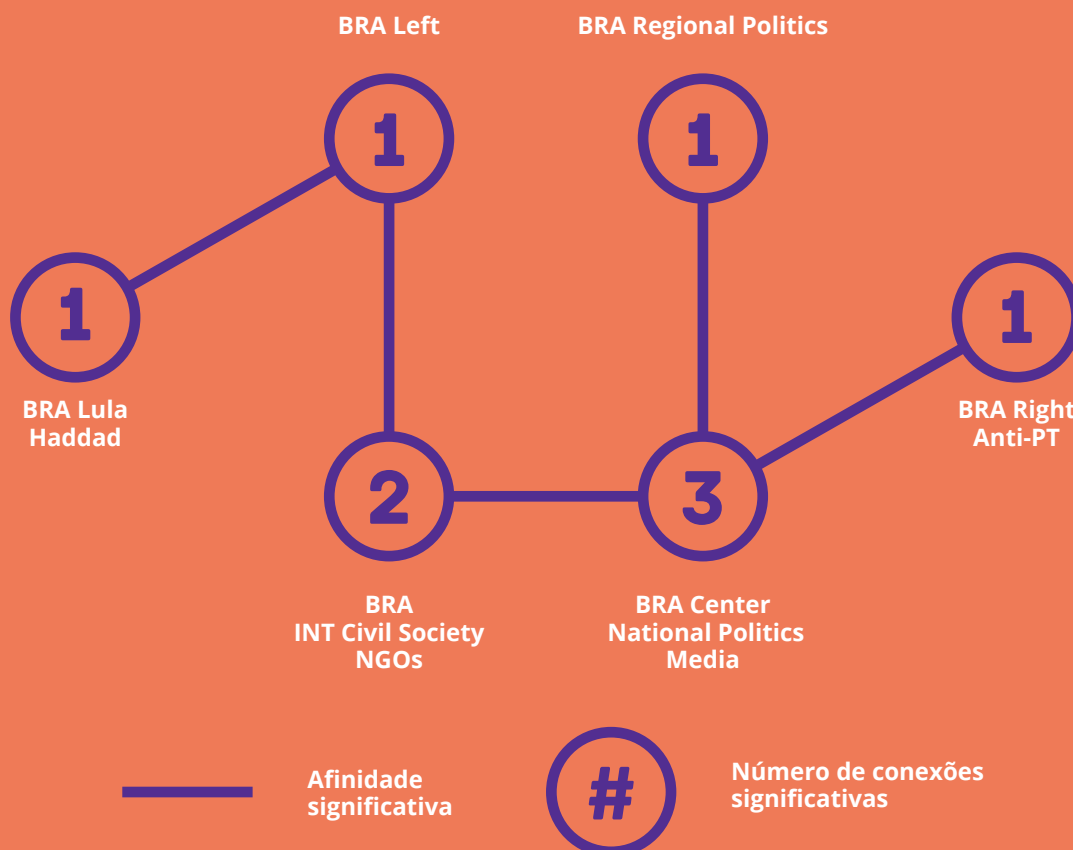 BRA Left
BRA Regional Politics
1
1
1
1
BRA Lula
Haddad
BRA Right
Anti-PT
2
3
BRA
INT Civil Society
NGOs
BRA Center
National Politics
Media
Afinidade
significativa
#
Número de conexões
significativas